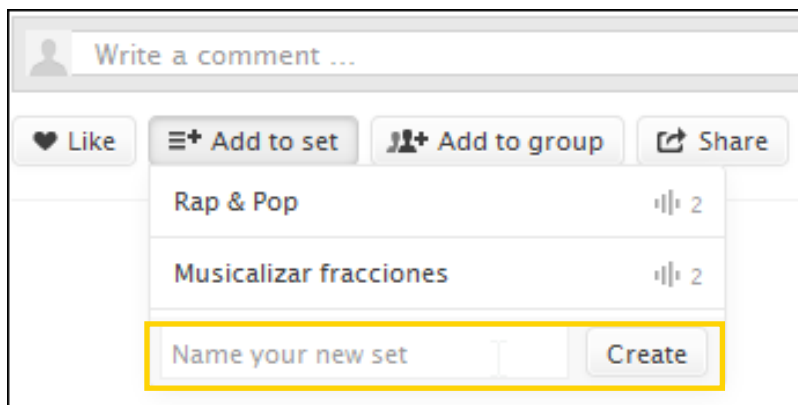 Write a comment ...
Like Add to set Add to group Share
Rap & Pop 2
Musicalizar fracciones 2
Name your new set Create